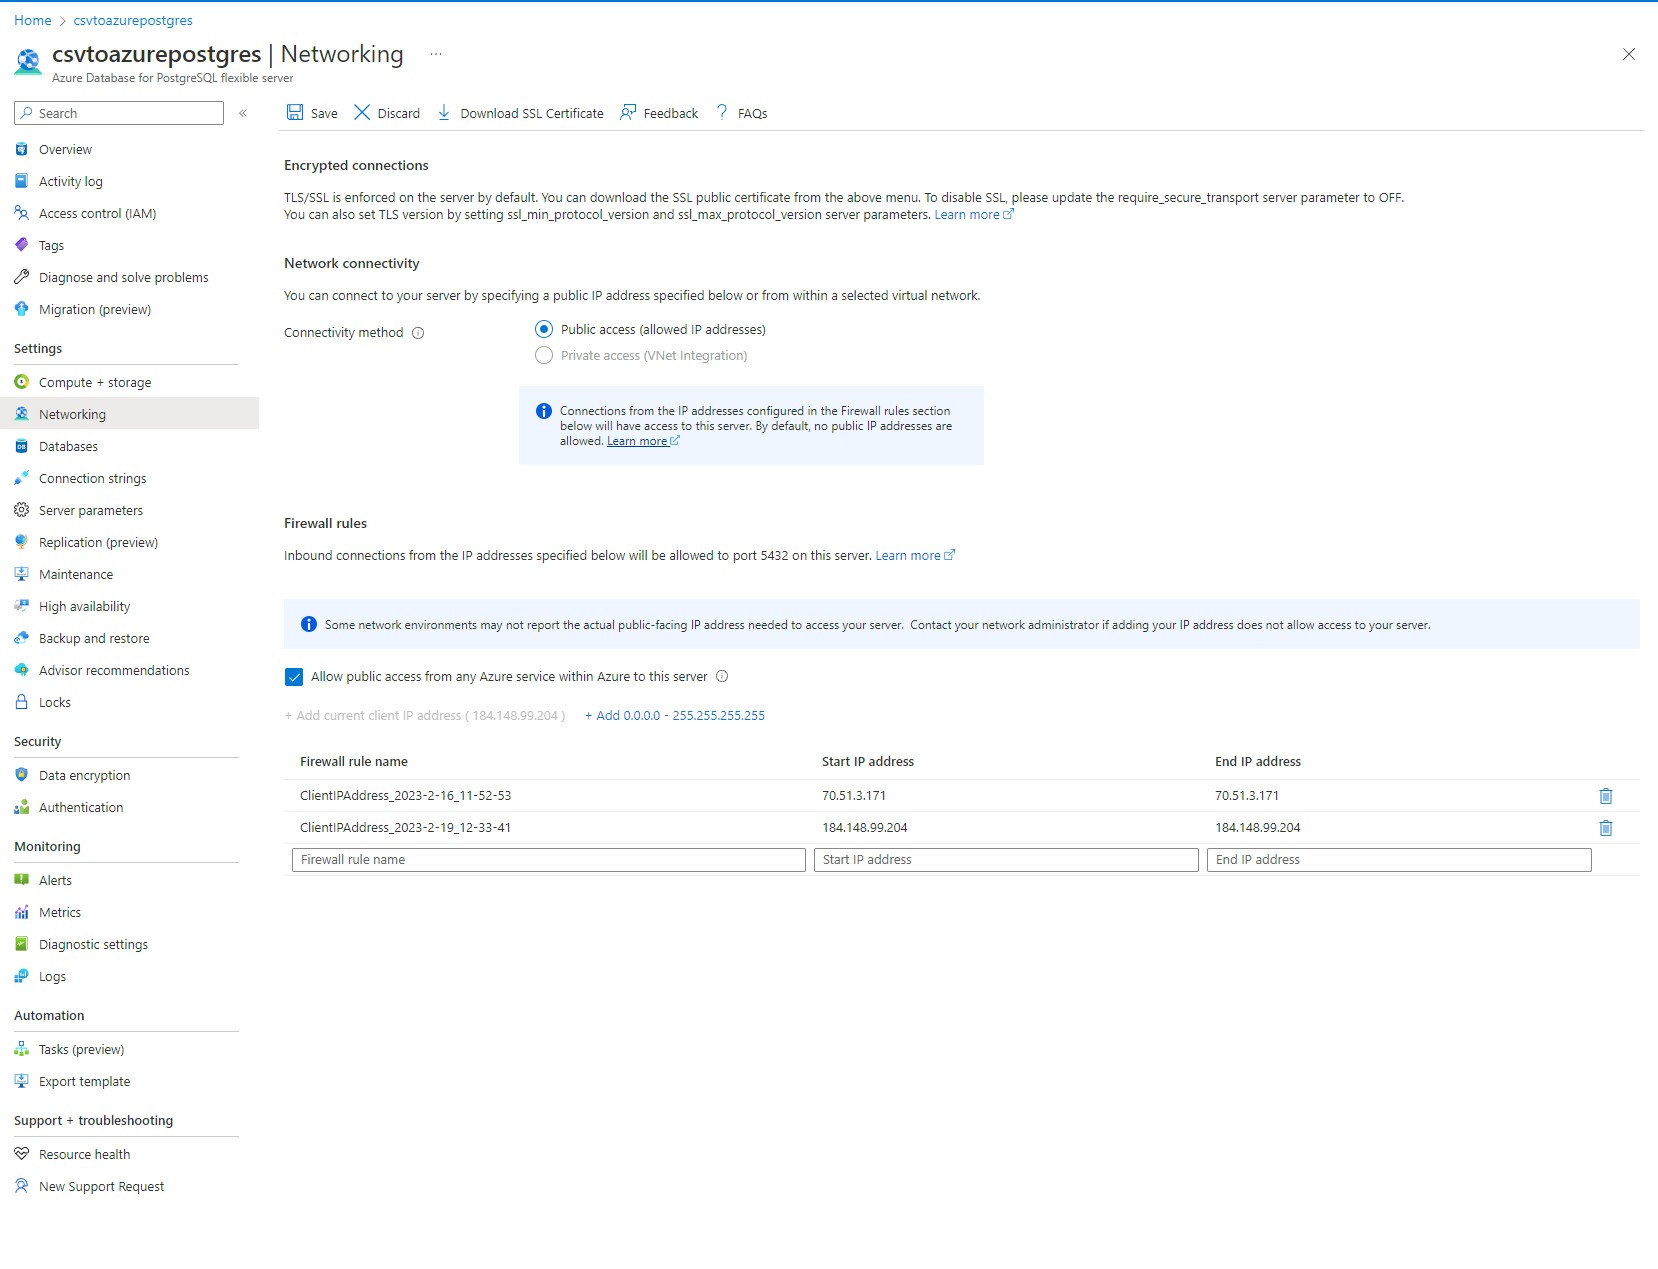 Home > csvtoazurepostgres
csvtoazurepostgres | Networking ...
Azure Database for PostgreSQL flexible server
Search «
Overview
Activity log
Access control (IAM)
Tags
Diagnose and solve problems
Migration (preview)
Settings
Compute + storage
Networking
Databases
Connection strings
Server parameters
Replication (preview)
Maintenance
High availability
Backup and restore
Advisor recommendations
Locks
Security
Data encryption
Authentication
Monitoring
Alerts
Metrics
Diagnostic settings
Logs
Automation
Tasks (preview)
Export template
Support + troubleshooting
Resource health
New Support Request
Save Discard Download SSL Certificate Feedback FAQs
Encrypted connections
TLS/SSL is enforced on the server by default. You can download the SSL public certificate from the above menu. To disable SSL, please update the require_secure_transport server parameter to OFF.
You can also set TLS version by setting ssl_min_protocol_version and ssl_max_protocol_version server parameters. Learn more
Network connectivity
You can connect to your server by specifying a public IP address specified below or from within a selected virtual network.
Connectivity method
Public access (allowed IP addresses)
Private access (VNet Integration)
Connections from the IP addresses configured in the Firewall rules section
below will have access to this server. By default, no public IP addresses are
allowed. Learn more
Firewall rules
Inbound connections from the IP addresses specified below will be allowed to port 5432 on this server. Learn more
Some network environments may not report the actual public-facing IP address needed to access your server. Contact your network administrator if adding your IP address does not allow access to your server.
Allow public access from any Azure service within Azure to this server
+ Add current client IP address ( 184.148.99.204 ) + Add 0.0.0.0 - 255.255.255.255
Firewall rule name Start IP address End IP address
ClientIPAddress_2023-2-16_11-52-53 70.51.3.171 70.51.3.171
ClientIPAddress_2023-2-19_12-33-41 184.148.99.204 184.148.99.204
Firewall rule name Start IP address End IP address